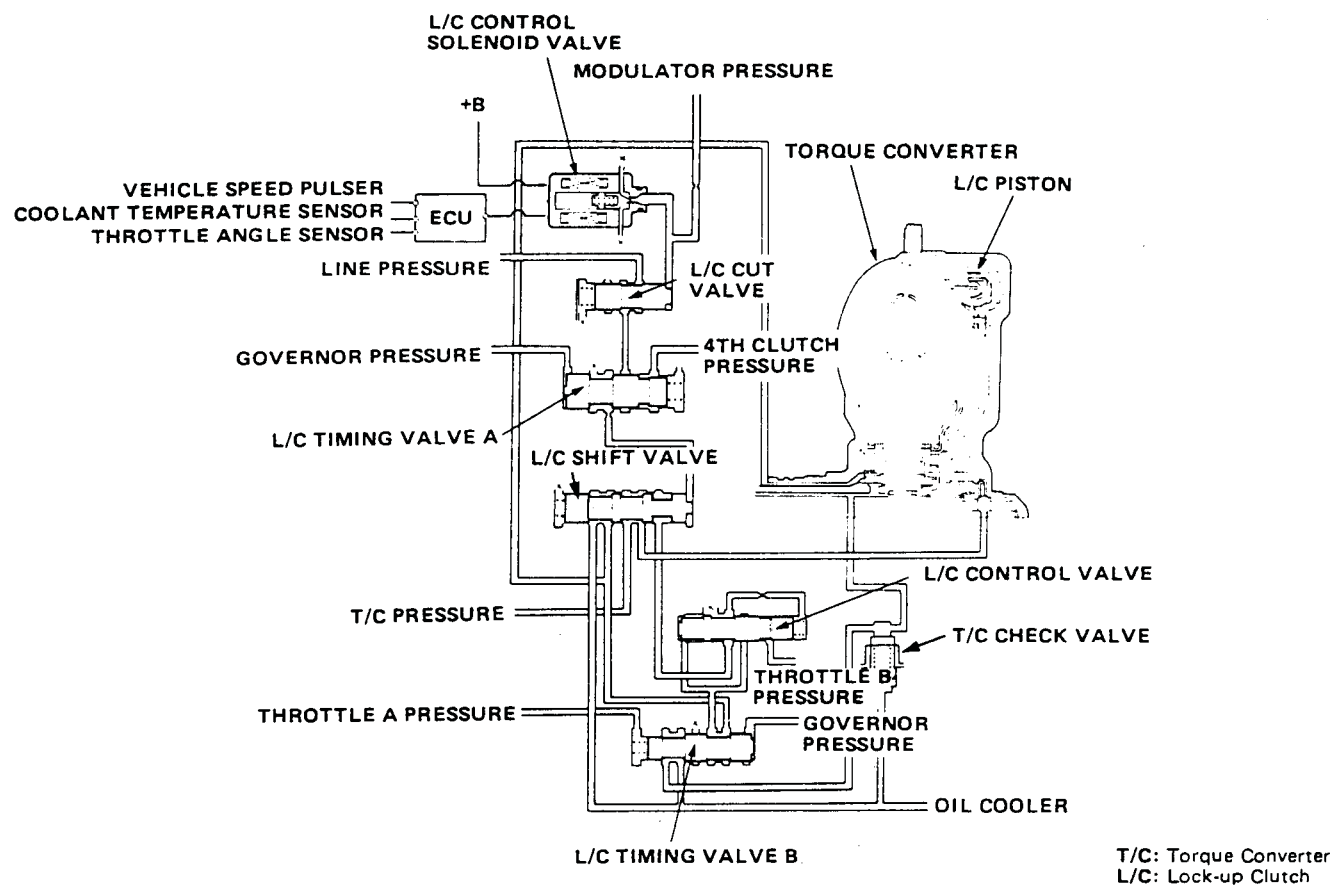 L/C CONTROL
SOLENOID VALVE
MODULATOR PRESSURE
+B
TORQUE CONVERTER
L/C PISTON
VEHICLE SPEED PULSER
COOLANT TEMPERATURE SENSOR
THROTTLE ANGLE SENSOR
ECU
LINE PRESSURE
L/C CUT
VALVE
GOVERNOR PRESSURE
4TH CLUTCH
PRESSURE
L/C TIMING VALVE A
L/C SHIFT VALVE
L/C CONTROL VALVE
T/C PRESSURE
T/C CHECK VALVE
THROTTLE B
PRESSURE
THROTTLE A PRESSURE
GOVERNOR
PRESSURE
OIL COOLER
L/C TIMING VALVE B
T/C: Torque Converter
L/C: Lock-up Clutch